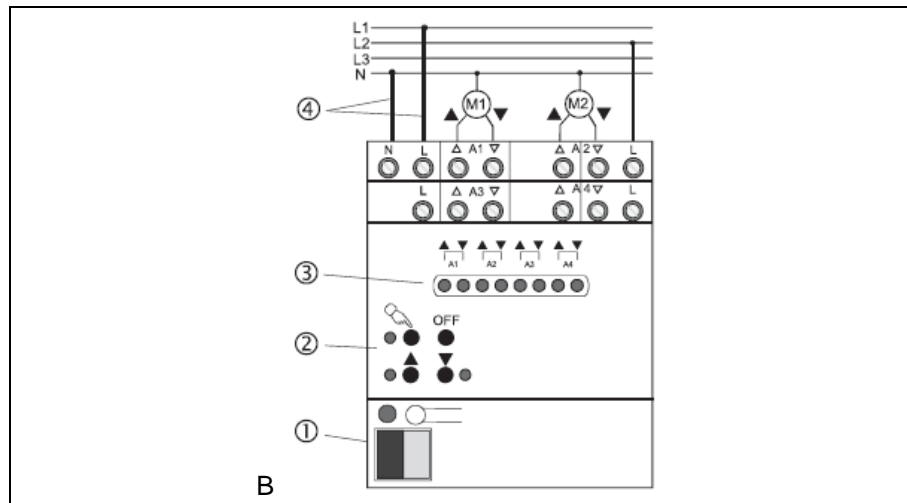 L1
L2
L3
N
④
M1 M2
▲ ▼ ▲ ▼
N L △ A1 ▽ △ A 2 ▽ L
L △ A3 ▽ △ A 4 ▽ L
▲ ▼ ▲ ▼ ▲ ▼ ▲ ▼
A1 A2 A3 A4
③
OFF
②
▲ ▼
①
B